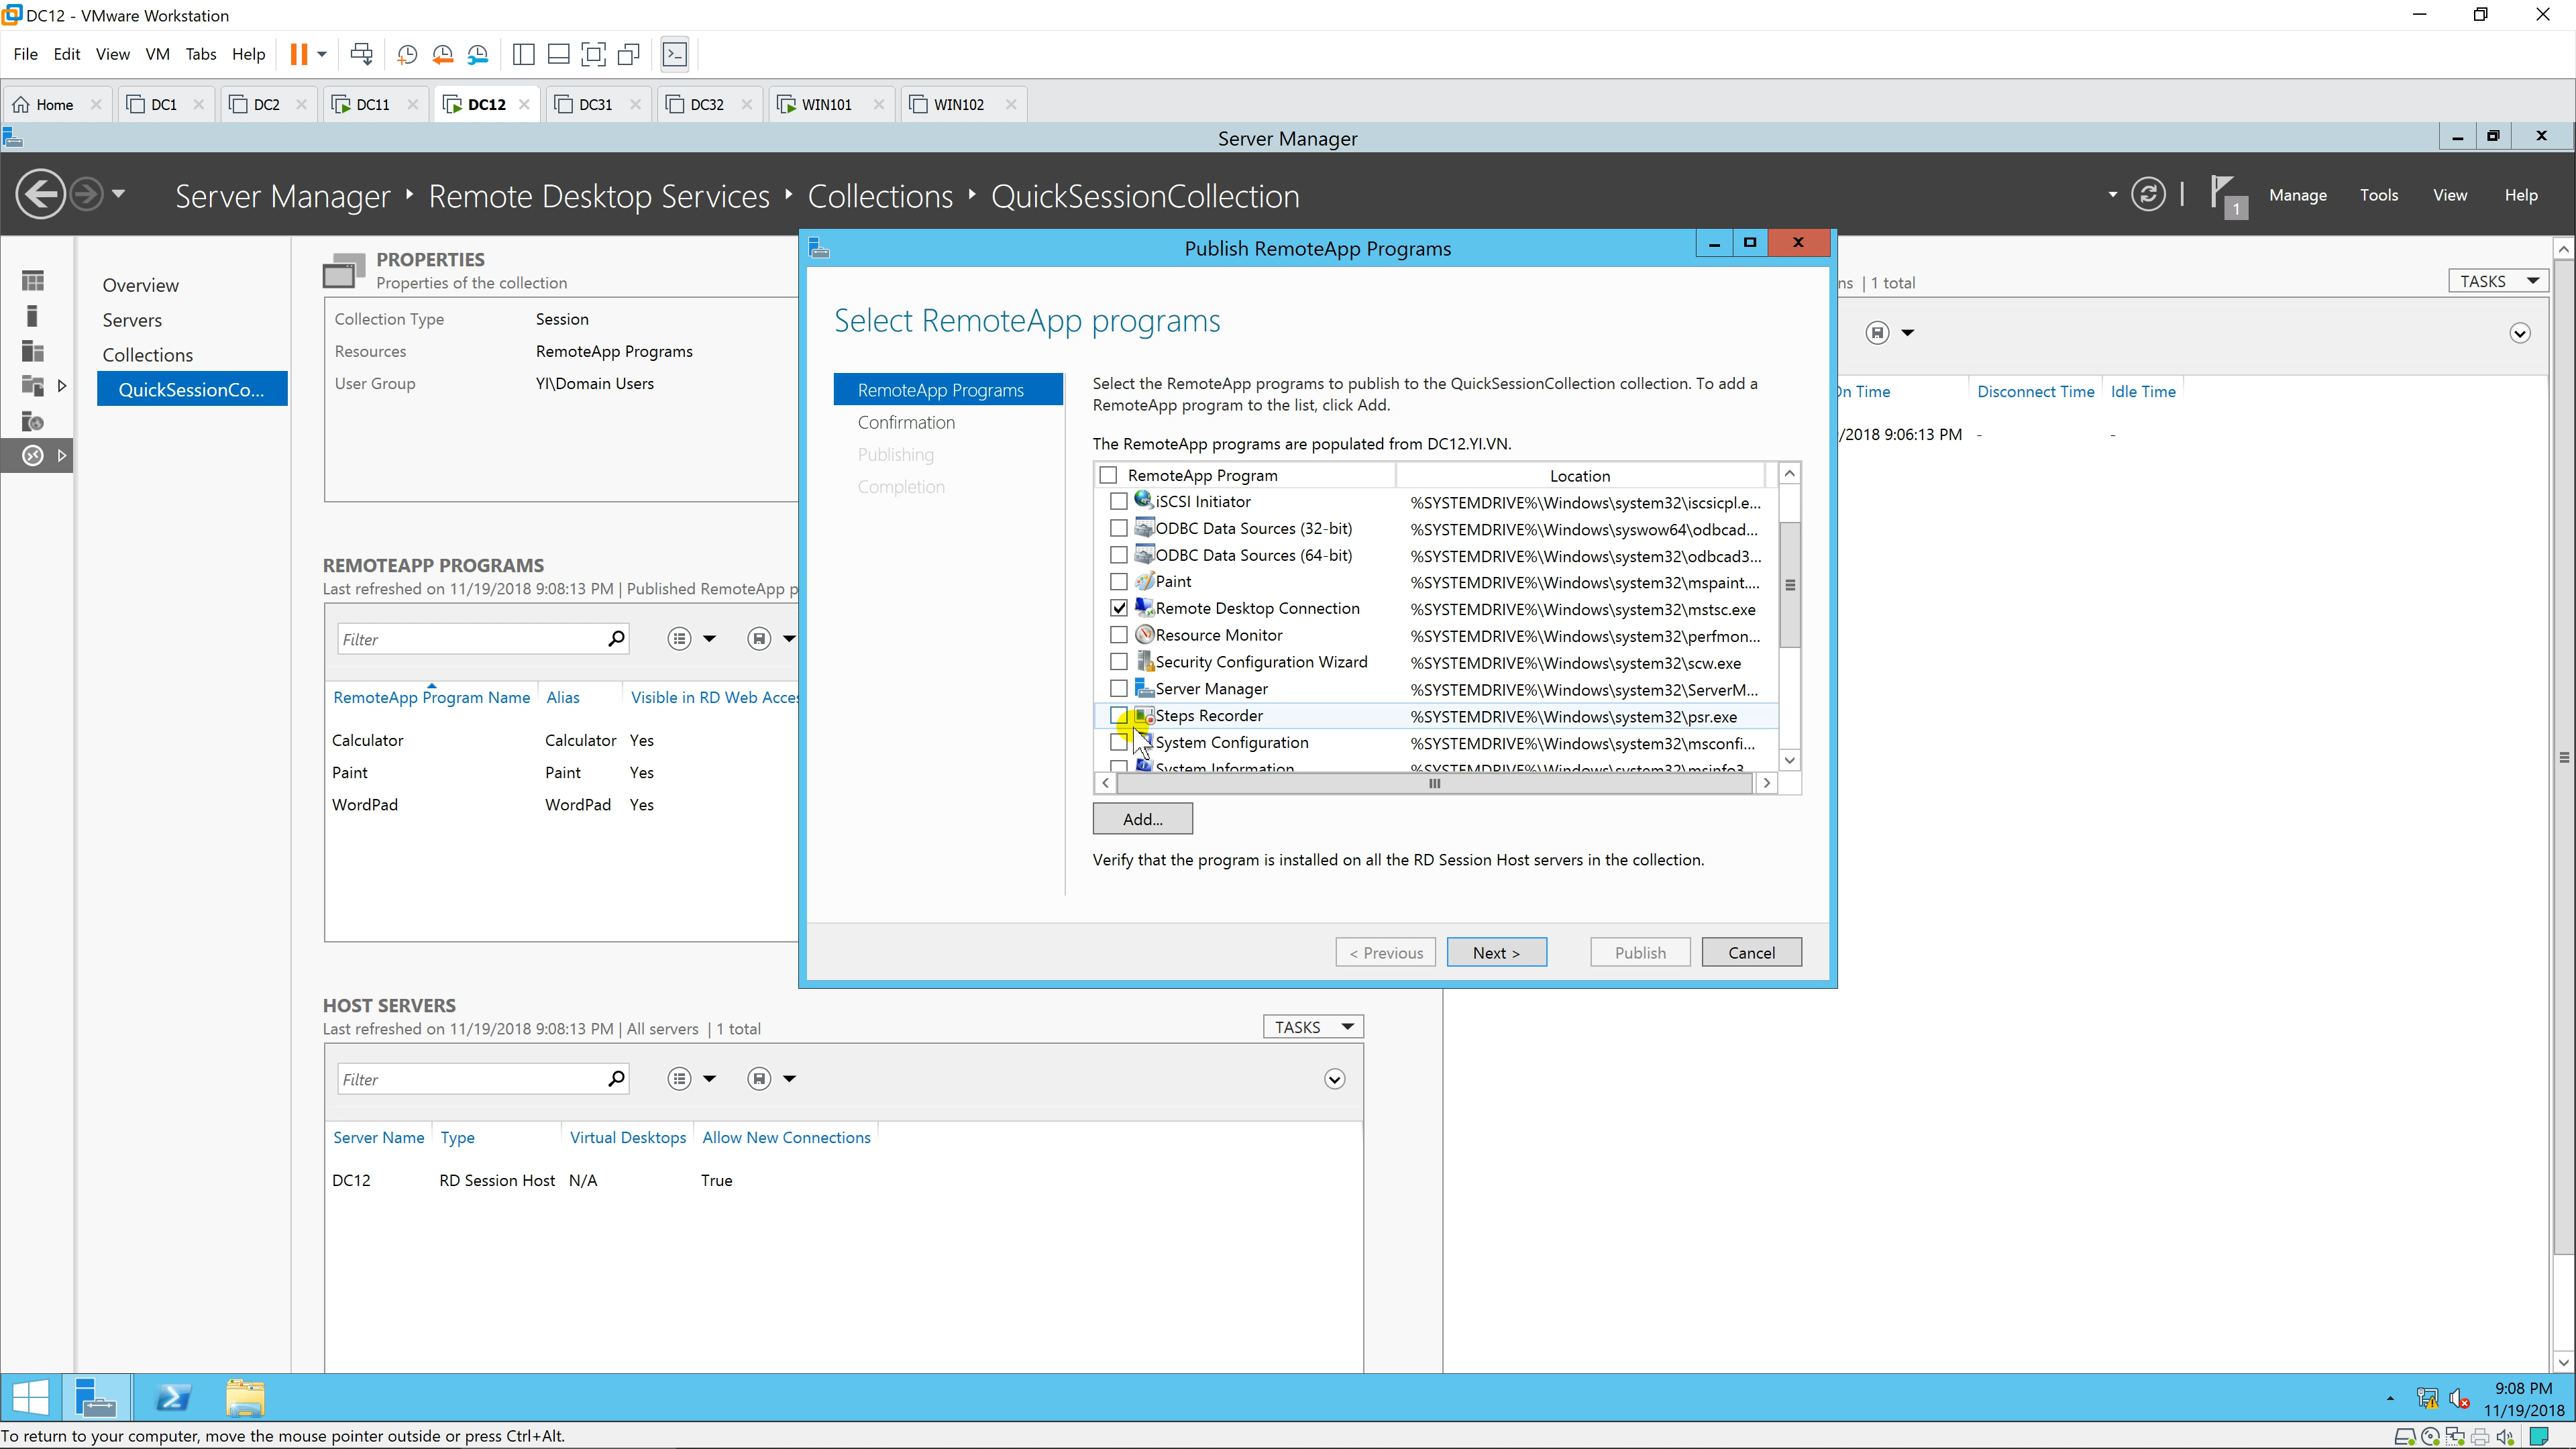 DC12 - VMware Workstation
File Edit View VM Tabs Help
Home DC1 DC2 DC11 DC12 DC31 DC32 WIN101 WIN102
Server Manager
Server Manager Remote Desktop Services Collections QuickSessionCollection
1 Manage Tools View Help
Overview
Servers
Collections
QuickSessionCo...
PROPERTIES
Properties of the collection
Collection Type Session
Resources RemoteApp Programs
User Group YI\Domain Users
REMOTEAPP PROGRAMS
Last refreshed on 11/19/2018 9:08:13 PM | Published RemoteApp p
Filter
RemoteApp Program Name Alias Visible in RD Web Acces
Calculator Calculator Yes
Paint Paint Yes
WordPad WordPad Yes
HOST SERVERS
Last refreshed on 11/19/2018 9:08:13 PM | All servers | 1 total
TASKS
Filter
Server Name Type Virtual Desktops Allow New Connections
DC12 RD Session Host N/A True
Publish RemoteApp Programs
Select RemoteApp programs
RemoteApp Programs
Confirmation
Publishing
Completion
Select the RemoteApp programs to publish to the QuickSessionCollection collection. To add a
RemoteApp program to the list, click Add.
The RemoteApp programs are populated from DC12.YI.VN.
RemoteApp Program Location
iSCSI Initiator %SYSTEMDRIVE%\Windows\system32\iscsicpl.e...
ODBC Data Sources (32-bit) %SYSTEMDRIVE%\Windows\syswow64\odbcad...
ODBC Data Sources (64-bit) %SYSTEMDRIVE%\Windows\system32\odbcad3...
Paint %SYSTEMDRIVE%\Windows\system32\mspaint....
Remote Desktop Connection %SYSTEMDRIVE%\Windows\system32\mstsc.exe
Resource Monitor %SYSTEMDRIVE%\Windows\system32\perfmon...
Security Configuration Wizard %SYSTEMDRIVE%\Windows\system32\scw.exe
Server Manager %SYSTEMDRIVE%\Windows\system32\ServerM...
Steps Recorder %SYSTEMDRIVE%\Windows\system32\psr.exe
System Configuration %SYSTEMDRIVE%\Windows\system32\msconfi...
System Information %SYSTEMDRIVE%\Windows\system32\msinfo3
Add...
Verify that the program is installed on all the RD Session Host servers in the collection.
< Previous Next > Publish Cancel
ns | 1 total
TASKS
On Time Disconnect Time Idle Time
/2018 9:06:13 PM - -
9:08 PM
11/19/2018
To return to your computer, move the mouse pointer outside or press Ctrl+Alt.